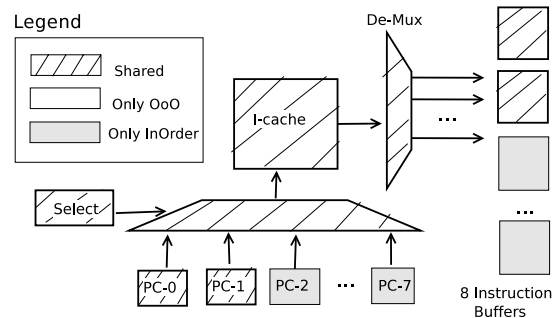 Legend
Shared
Only OoO
Only InOrder
De-Mux
I-cache
...
Select
...
PC-0
PC-1
PC-2
...
PC-7
8 Instruction
Buffers